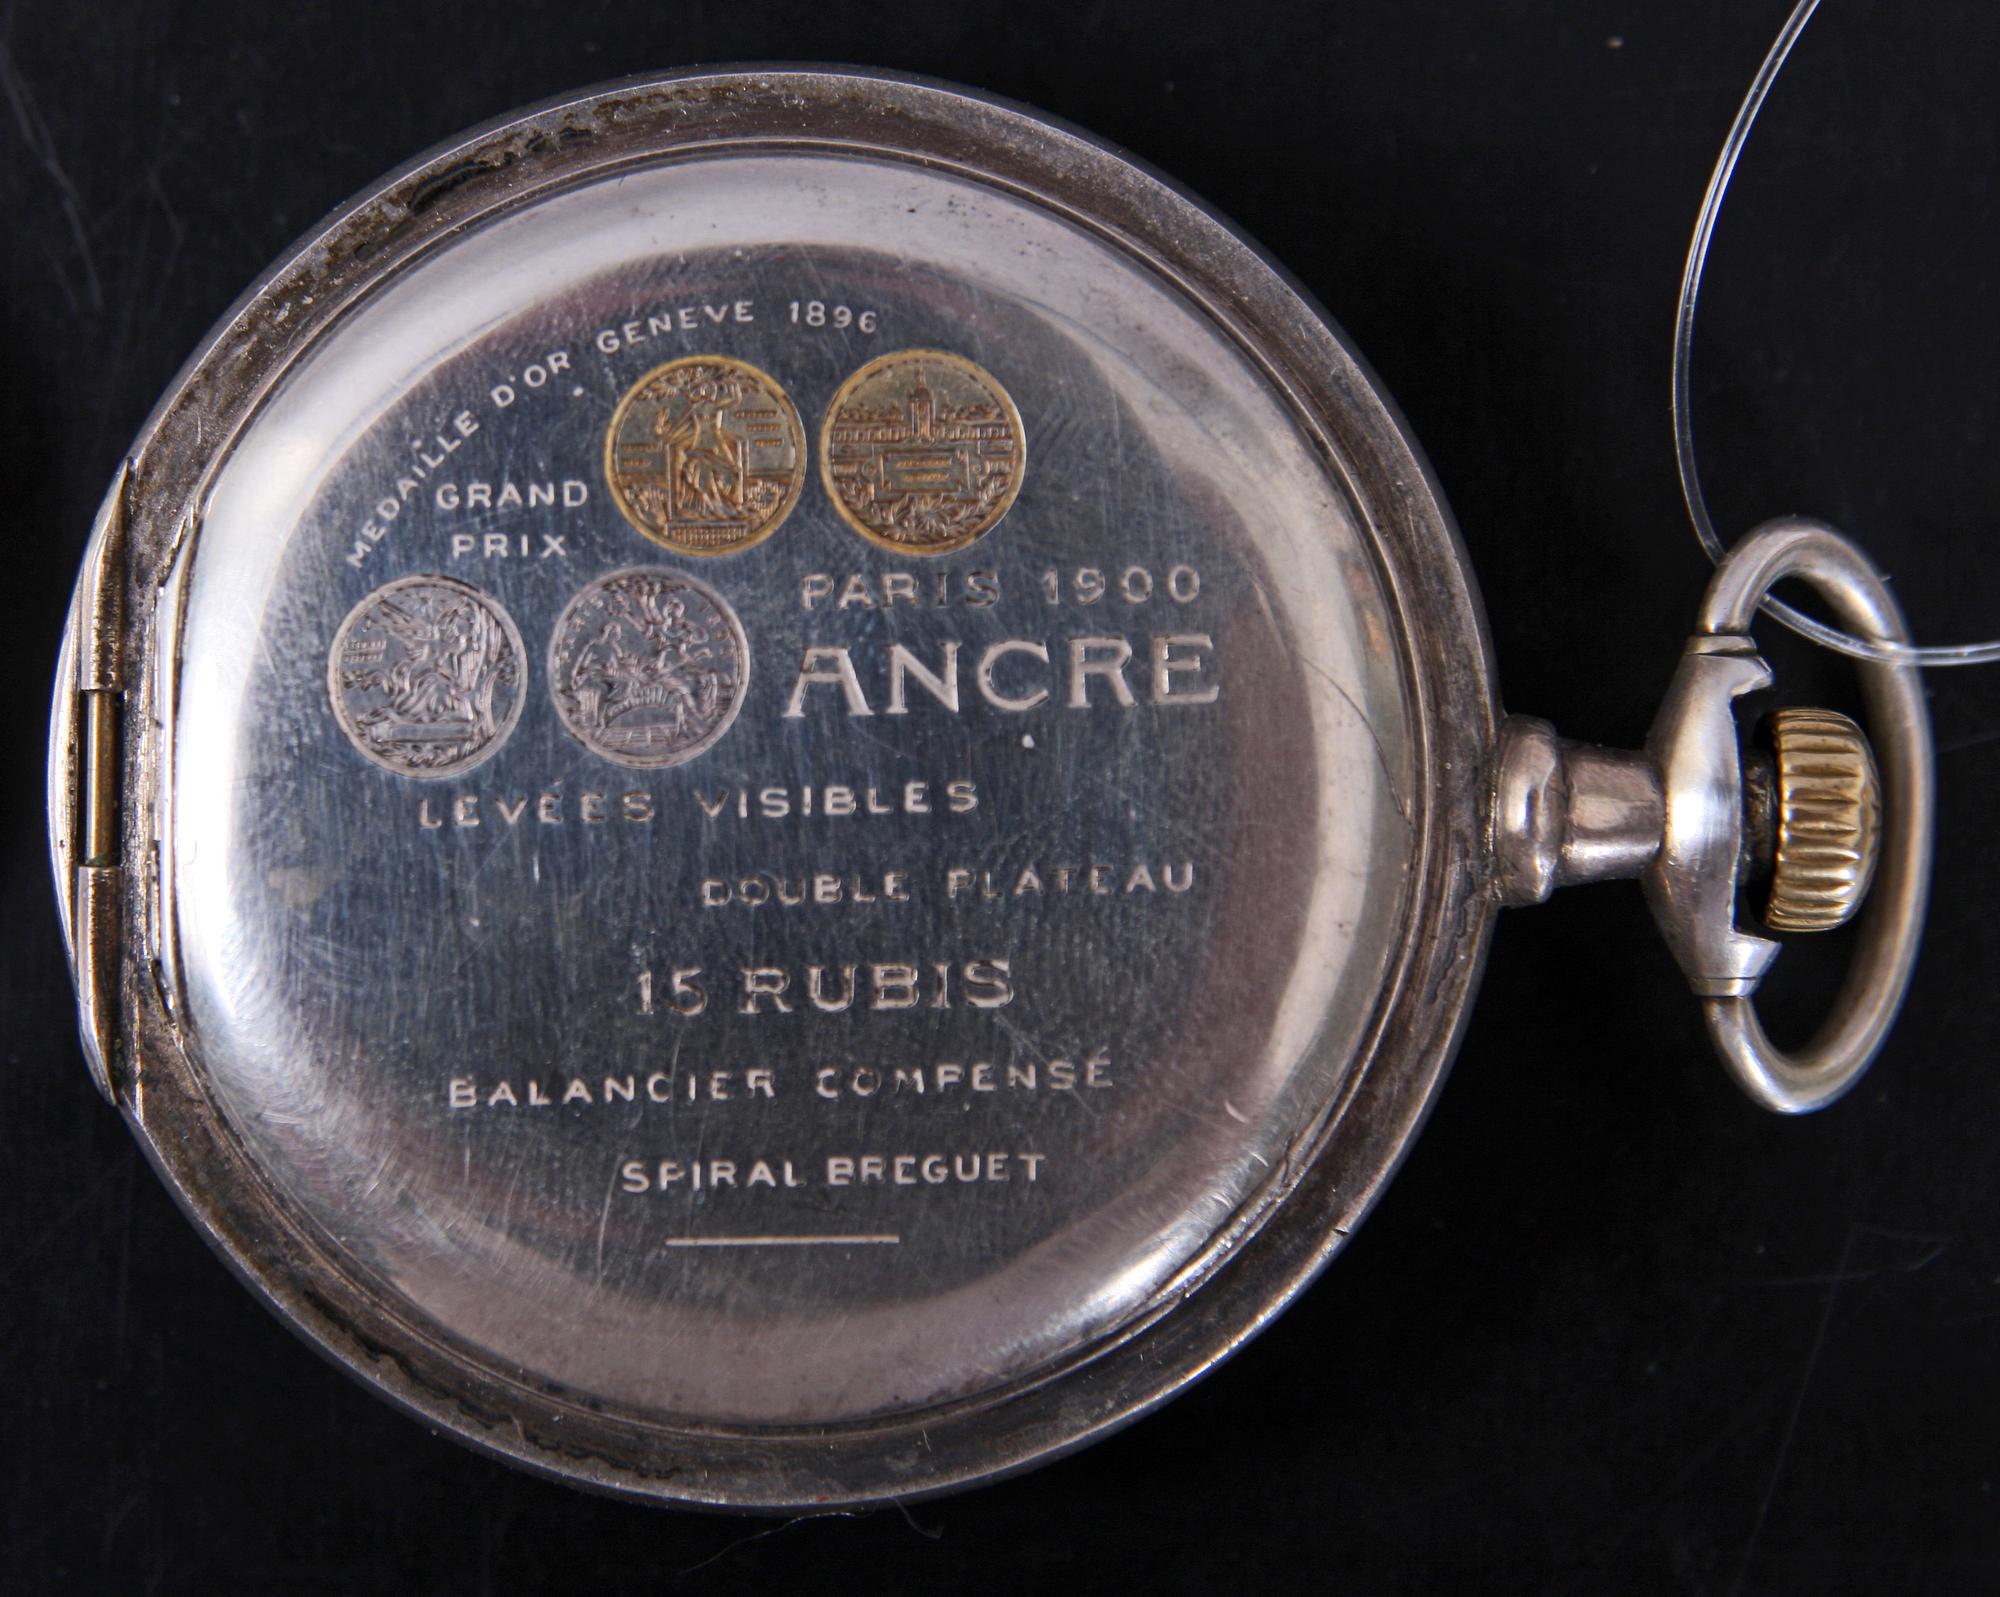 MEDAILLE D'OR GENEVE 1896
GRAND
PRIX
PARIS 1900
ANCRE
LEVÉES VISIBLES
DOUBLE PLATEAU
15 RUBIS
BALANCIER COMPENSÉ
SPIRAL BREGUET